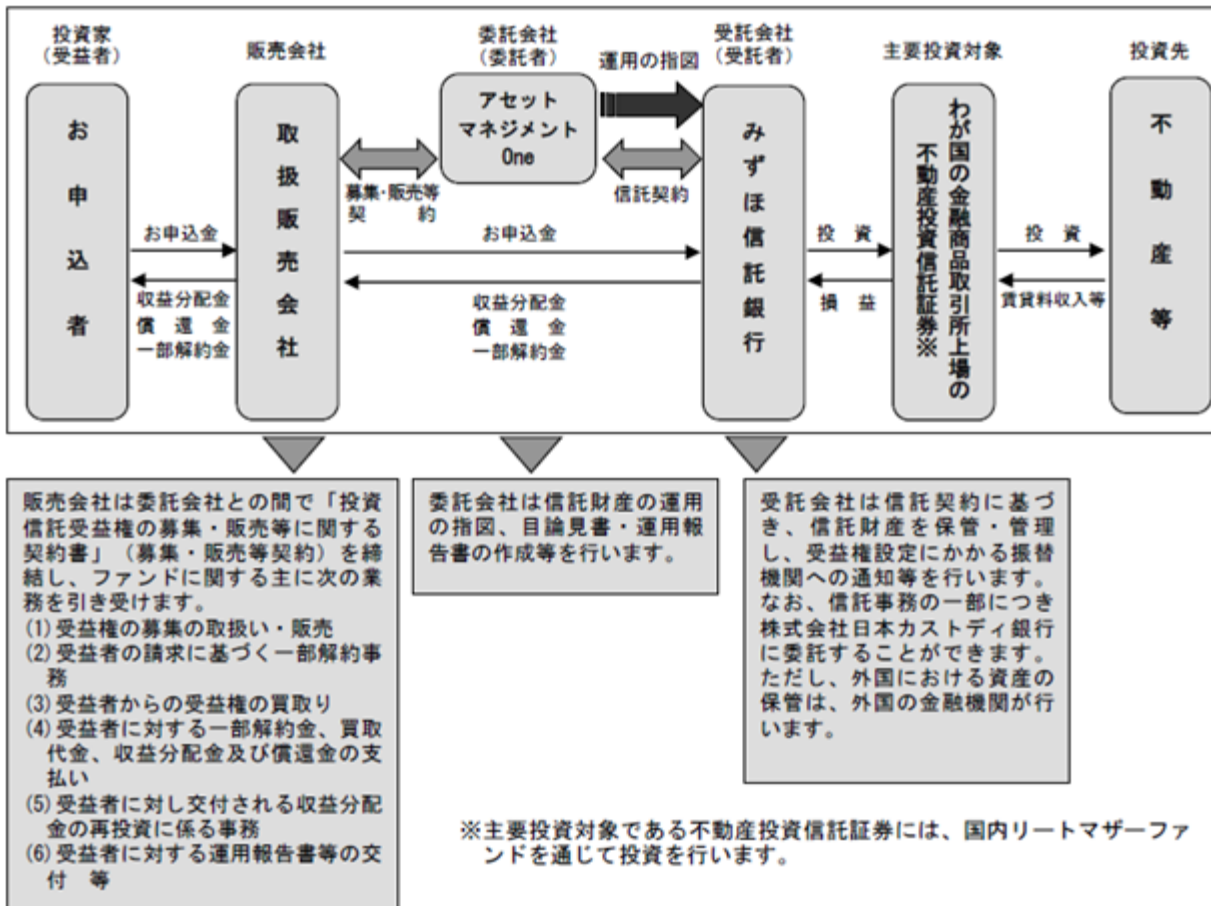 投資家
（受益者）
販売会社
委託会社
（委託者）
運用の指図
受託会社
（受託者）
主要投資対象
投資先
お申込者
取扱販売会社
アセット
マネジメント
One
みずほ信託銀行
わが国の金融商品取引所上場の
不動産投資信託証券※
不動産等
募集・販売等
契　　約
信託契約
お申込金
収益分配金
償　還　金
一部解約金
お申込金
収益分配金
償　還　金
一部解約金
投　資
損　益
投　資
賃貸料収入等
販売会社は委託会社との間で「投資
信託受益権の募集・販売等に関する
契約書」（募集・販売等契約）を締
結し、ファンドに関する主に次の業
務を引き受けます。
(1)受益権の募集の取扱い・販売
(2)受益者の請求に基づく一部解約事
務
(3)受益者からの受益権の買取り
(4)受益者に対する一部解約金、買取
代金、収益分配金及び償還金の支
払い
(5)受益者に対し交付される収益分配
金の再投資に係る事務
(6)受益者に対する運用報告書等の交
付　等
委託会社は信託財産の運用
の指図、目論見書・運用報
告書の作成等を行います。
受託会社は信託契約に基づ
き、信託財産を保管・管理
し、受益権設定にかかる振替
機関への通知等を行います。
なお、信託事務の一部につき
株式会社日本カストディ銀行
に委託することができます。
ただし、外国における資産の
保管は、外国の金融機関が行
います。
※主要投資対象である不動産投資信託証券には、国内リートマザーファ
ンドを通じて投資を行います。